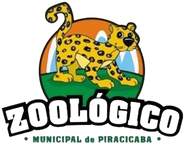 ZOOLÓGICO
• MUNICIPAL de PIRACICABA •